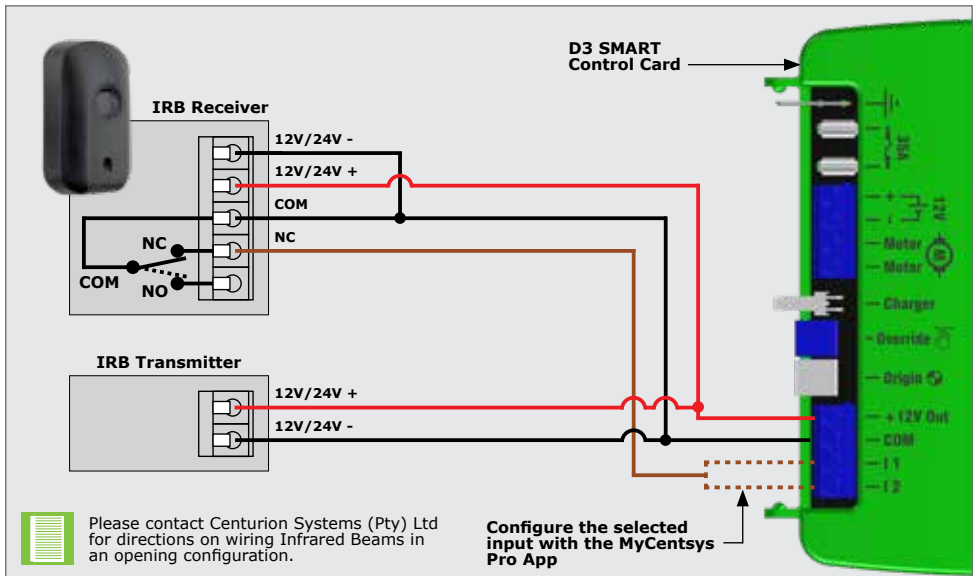 D3 SMART
Control Card
IRB Receiver
12V/24V -
12V/24V +
COM
NC
NC
COM
NO
35A
+
-
12V
Motor
Motor
M
Charger
Override
Origin
IRB Transmitter
12V/24V +
12V/24V -
+12V Out
COM
I 1
I 2
Please contact Centurion Systems (Pty) Ltd
for directions on wiring Infrared Beams in
an opening configuration.
Configure the selected
input with the MyCentsys
Pro App